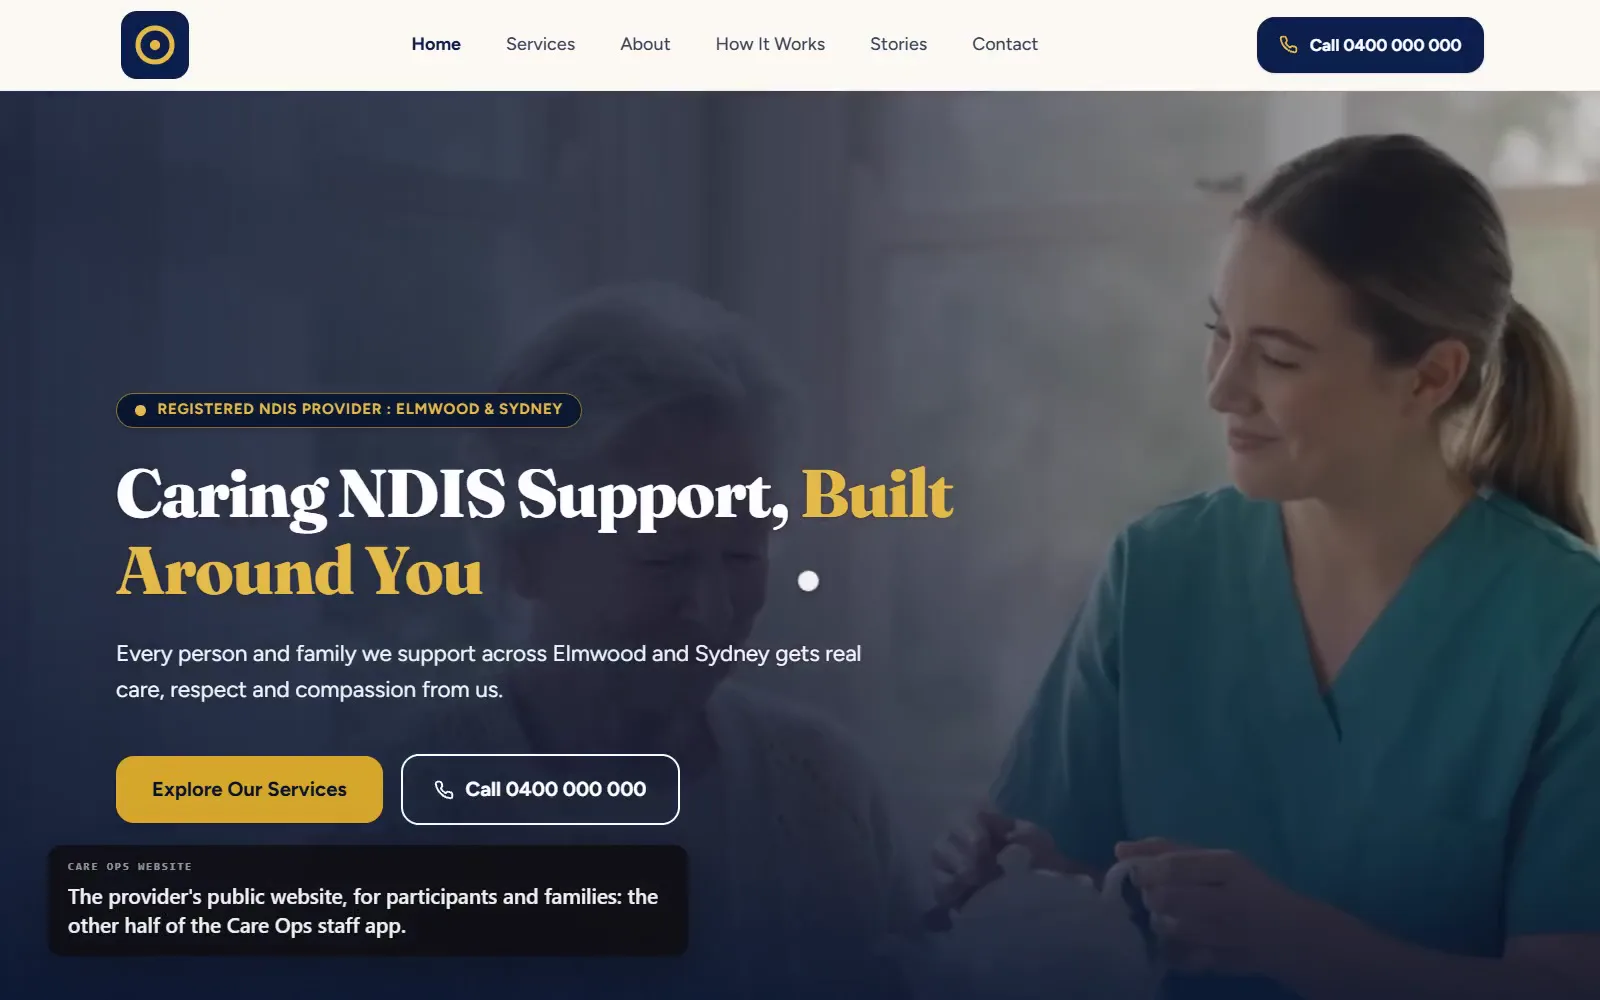 Home
Services
About
How It Works
Stories
Contact
Call 0400 000 000
REGISTERED NDIS PROVIDER : ELMWOOD & SYDNEY
Caring NDIS Support, Built
Around You
Every person and family we support across Elmwood and Sydney gets real
care, respect and compassion from us.
Explore Our Services
Call 0400 000 000
CARE OPS WEBSITE
The provider's public website, for participants and families: the
other half of the Care Ops staff app.